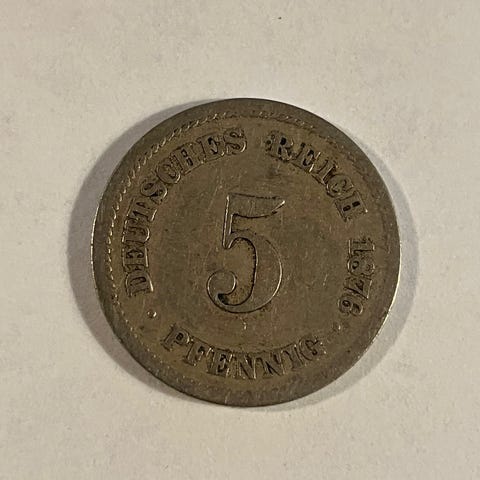 DEUTSCHES REICH 1876
5
PFENNIG